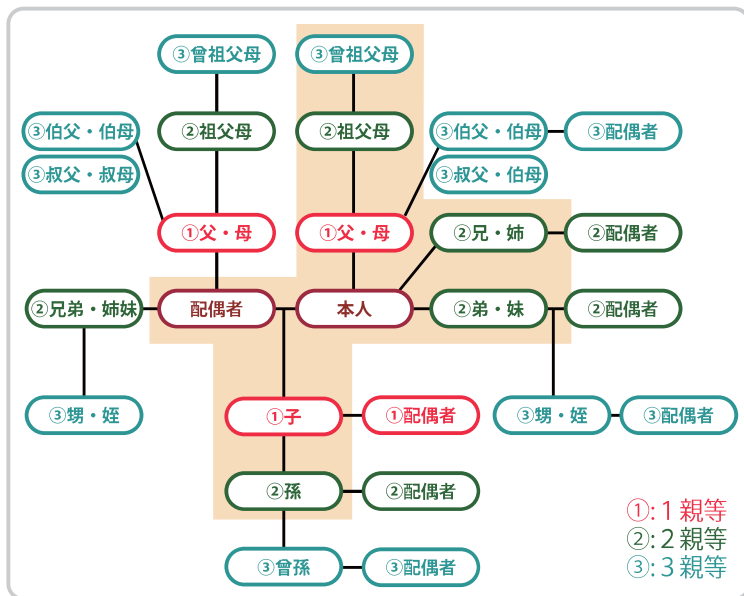 ③曾祖父母
③曾祖父母
③伯父・伯母
②祖父母
②祖父母
③伯父・伯母
③配偶者
③叔父・叔母
③叔父・伯母
①父・母
①父・母
②兄・姉
②配偶者
②兄弟・姉妹
配偶者
本人
②弟・妹
②配偶者
③甥・姪
①子
①配偶者
③甥・姪
③配偶者
②孫
②配偶者
③曾孫
③配偶者
①:1親等
②:2親等
③:3親等